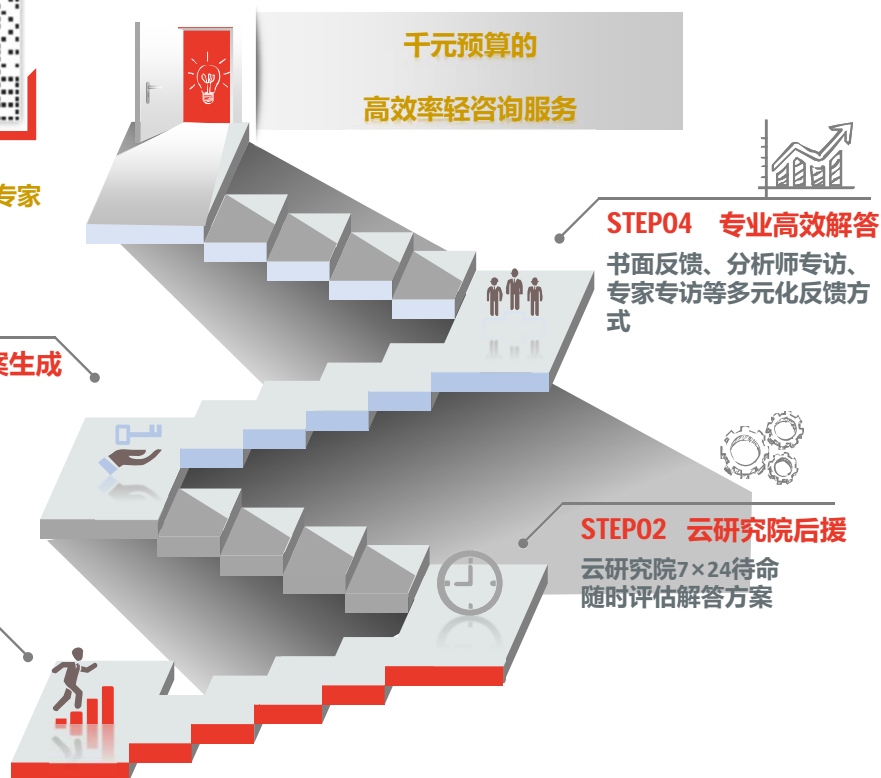 千元预算的
高效率轻咨询服务
专家
STEP04 专业高效解答
书面反馈、分析师专访、
专家专访等多元化反馈方
式
案生成
STEP02 云研究院后援
云研究院7×24待命
随时评估解答方案